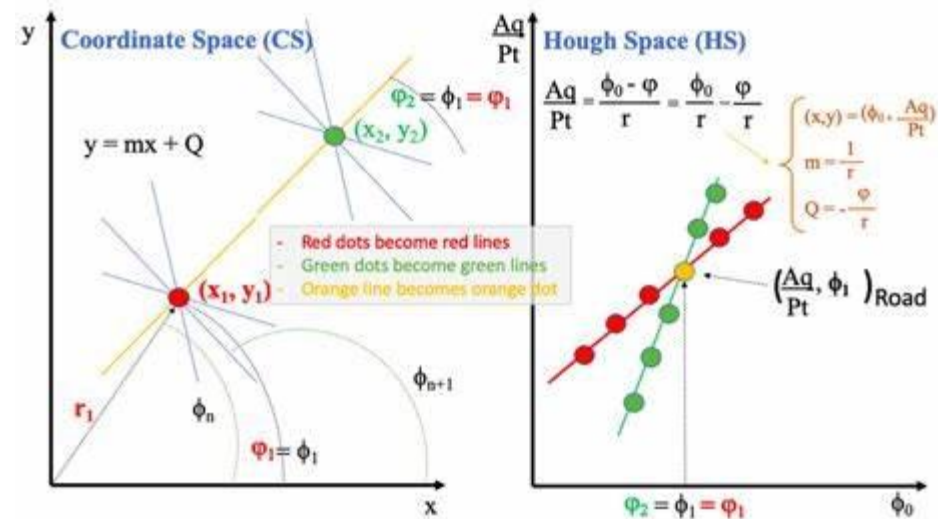 y
Coordinate Space (CS)
φ₂ = ϕ₁ = φ₁
(x₂, y₂)
y = mx + Q
- Red dots become red lines
- Green dots become green lines
- Orange line becomes orange dot
(x₁, y₁)
r₁
ϕn
ϕn+1
φ₁ = ϕ₁
x
Aq/Pt
Hough Space (HS)
Aq/Pt = (ϕ₀ - φ)/r = ϕ₀/r - φ/r
(x,y) = (ϕ₀, Aq/Pt)
m = 1/r
Q = - φ/r
(Aq/Pt, ϕ₁) Road
φ₂ = ϕ₁ = φ₁
ϕ₀